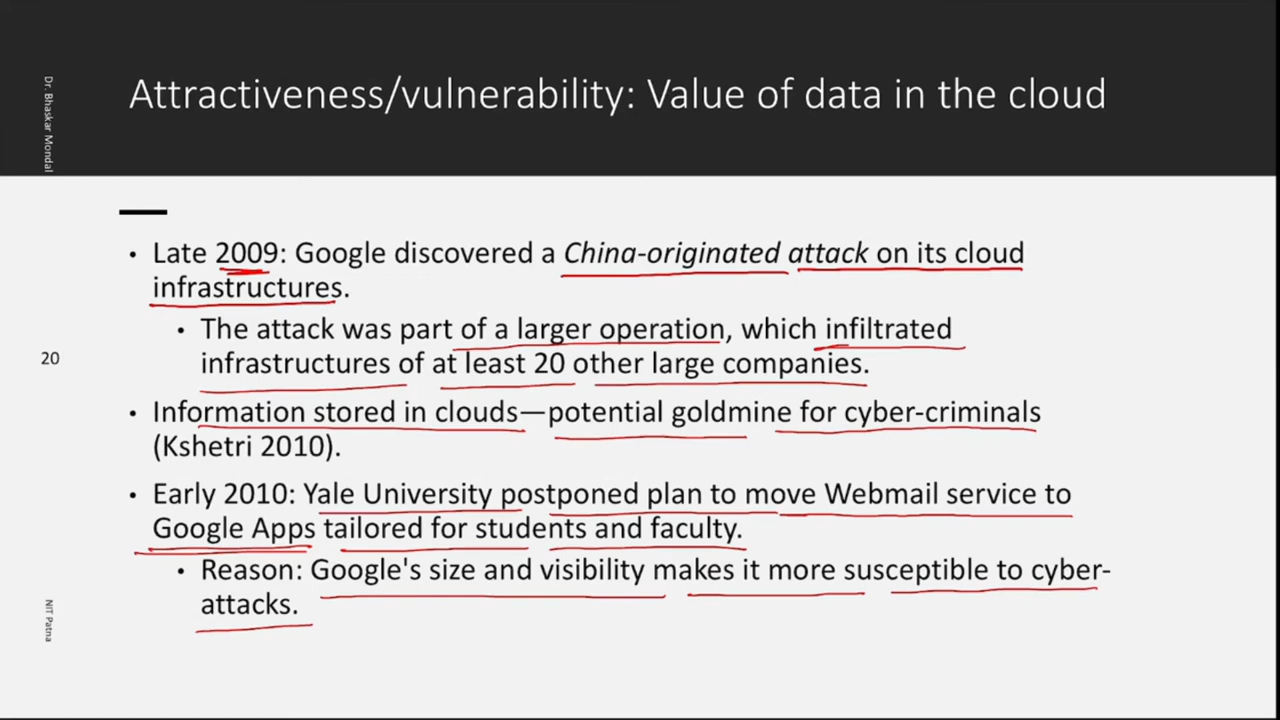 Attractiveness/vulnerability: Value of data in the cloud
Dr. Bhaskar Mondal
• Late 2009: Google discovered a China-originated attack on its cloud
infrastructures.
• The attack was part of a larger operation, which infiltrated
infrastructures of at least 20 other large companies.
20
• Information stored in clouds—potential goldmine for cyber-criminals
(Kshetri 2010).
• Early 2010: Yale University postponed plan to move Webmail service to
Google Apps tailored for students and faculty.
• Reason: Google's size and visibility makes it more susceptible to cyber-
attacks.
NIT Patna